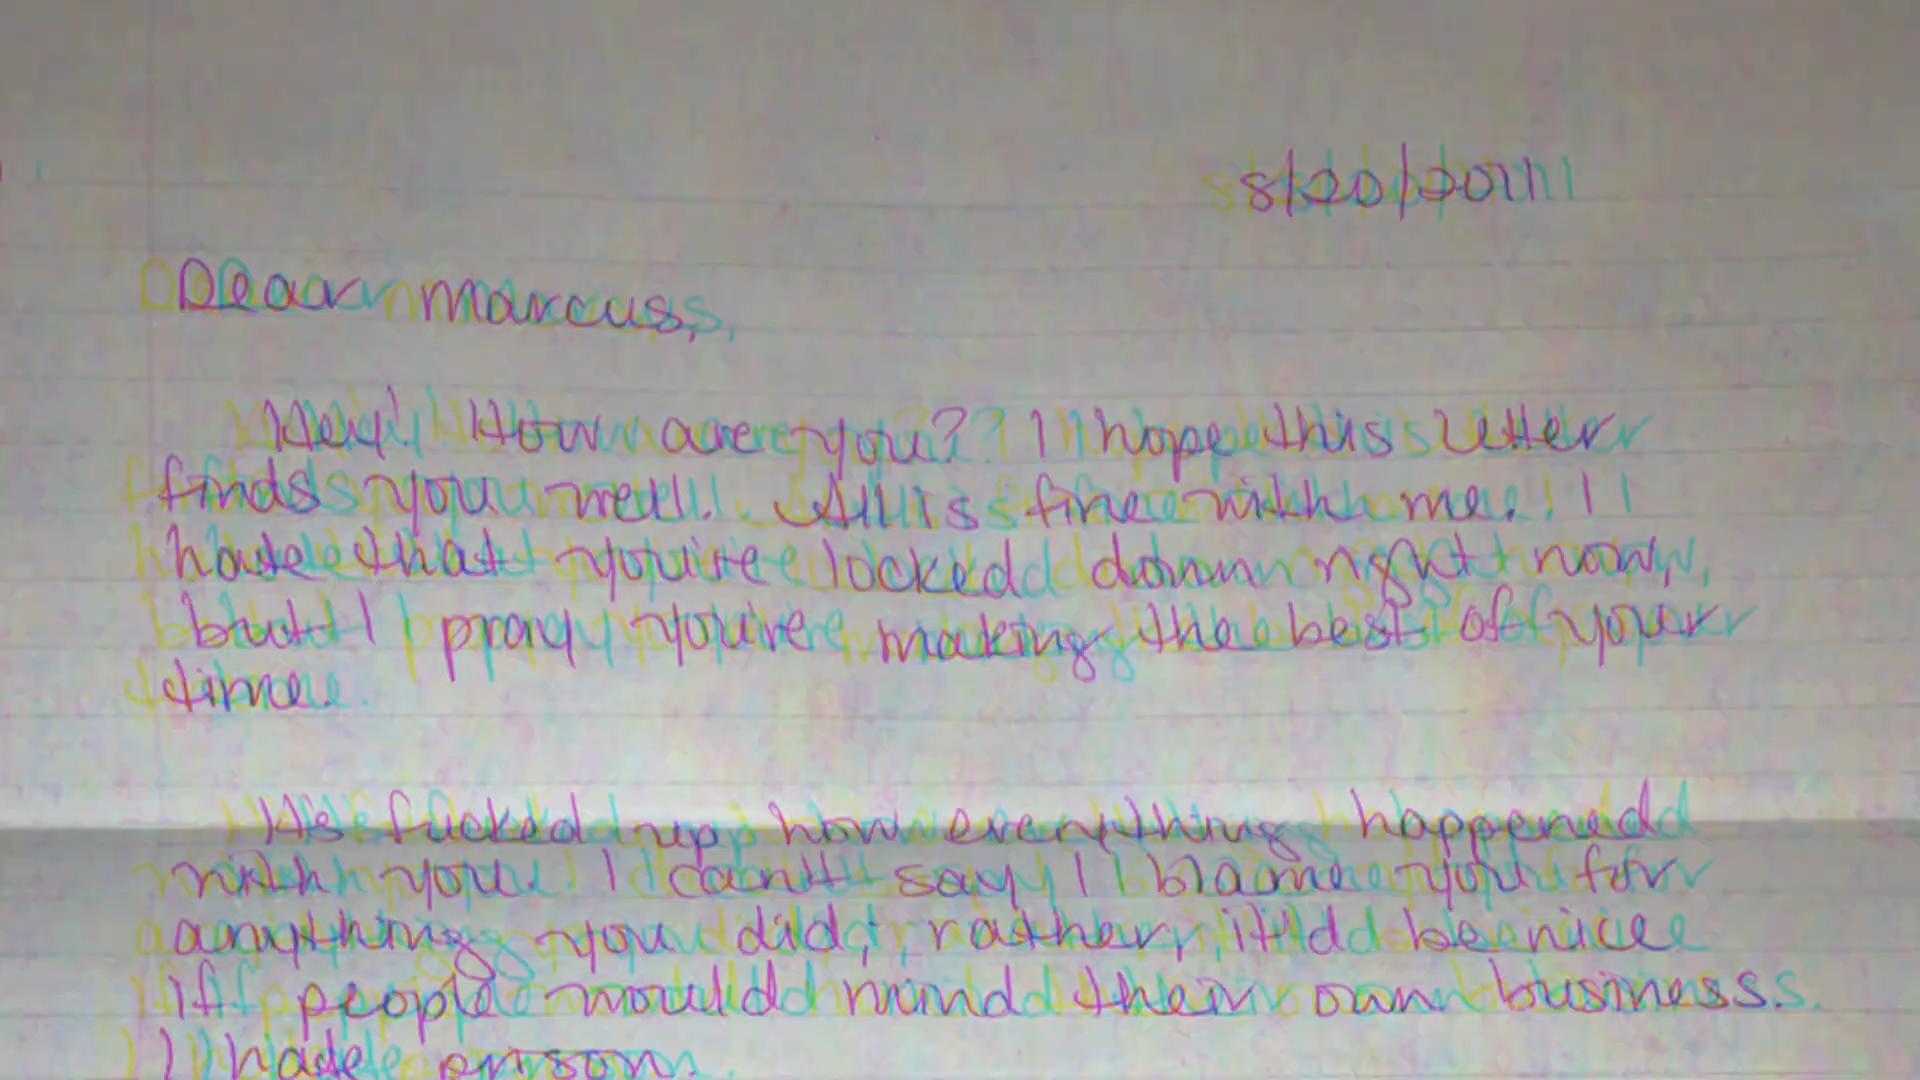 8/20/2011
Dear marcus,
Hey! How are you? I hope this letter
finds you well. All is fine with me! I
hate that you're locked down right now,
but I pray you're making the best of your
time.
It's fucked up how everything happened
with you. I can't say I blame you for
anything you did, rather, it'd be nice
if people would mind their own business.
I hate prison.